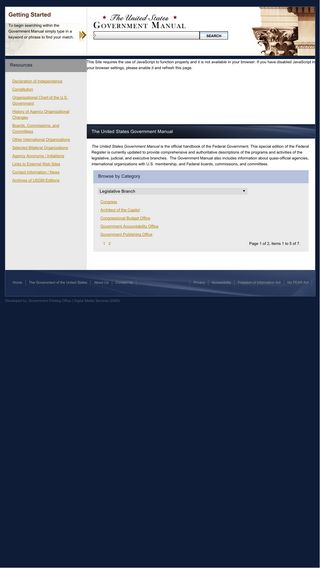 Getting Started
To begin searching within the
Government Manual simply type in a
keyword or phrase to find your match.
The United States
Government Manual
SEARCH
Resources
Declaration of Independence
Constitution
Organizational Chart of the U.S.
Government
History of Agency Organizational
Changes
Boards, Commissions, and
Committees
Other International Organizations
Selected Bilateral Organizations
Agency Acronyms / Initialisms
Links to External Web Sites
Contact Information / News
Archives of USGM Editions
This Site requires the use of JavaScript to function properly and it is not available in your browser. If you have disabled JavaScript in
your browser settings, please enable it and refresh this page.
The United States Government Manual
The United States Government Manual is the official handbook of the Federal Government. This special edition of the Federal
Register is currently updated to provide comprehensive and authoritative descriptions of the programs and activities of the
legislative, judicial, and executive branches. The Government Manual also includes information about quasi-official agencies,
international organizations with U.S. membership, and Federal boards, commissions, and committees.
Browse by Category
Legislative Branch
Congress
Architect of the Capitol
Congressional Budget Office
Government Accountability Office
Government Publishing Office
1 2
Page 1 of 2, items 1 to 5 of 7.
Home | The Government of the United States | About Us | Contact Us |
Privacy | Accessibility | Freedom of Information Act | No FEAR Act
Developed by: Government Printing Office | Digital Media Services (DMS)